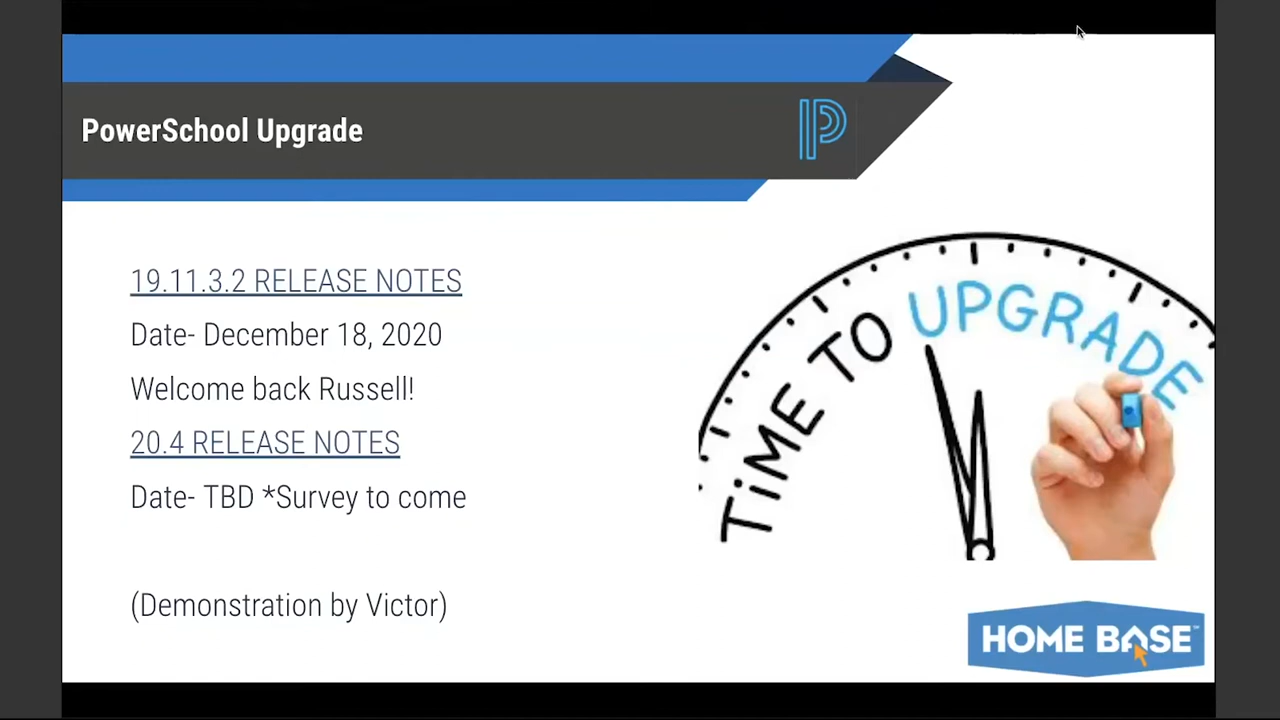 PowerSchool Upgrade
19.11.3.2 RELEASE NOTES
Date- December 18, 2020
Welcome back Russell!
20.4 RELEASE NOTES
Date- TBD *Survey to come
(Demonstration by Victor)
TiME TO UPGRADE
HOME BASE